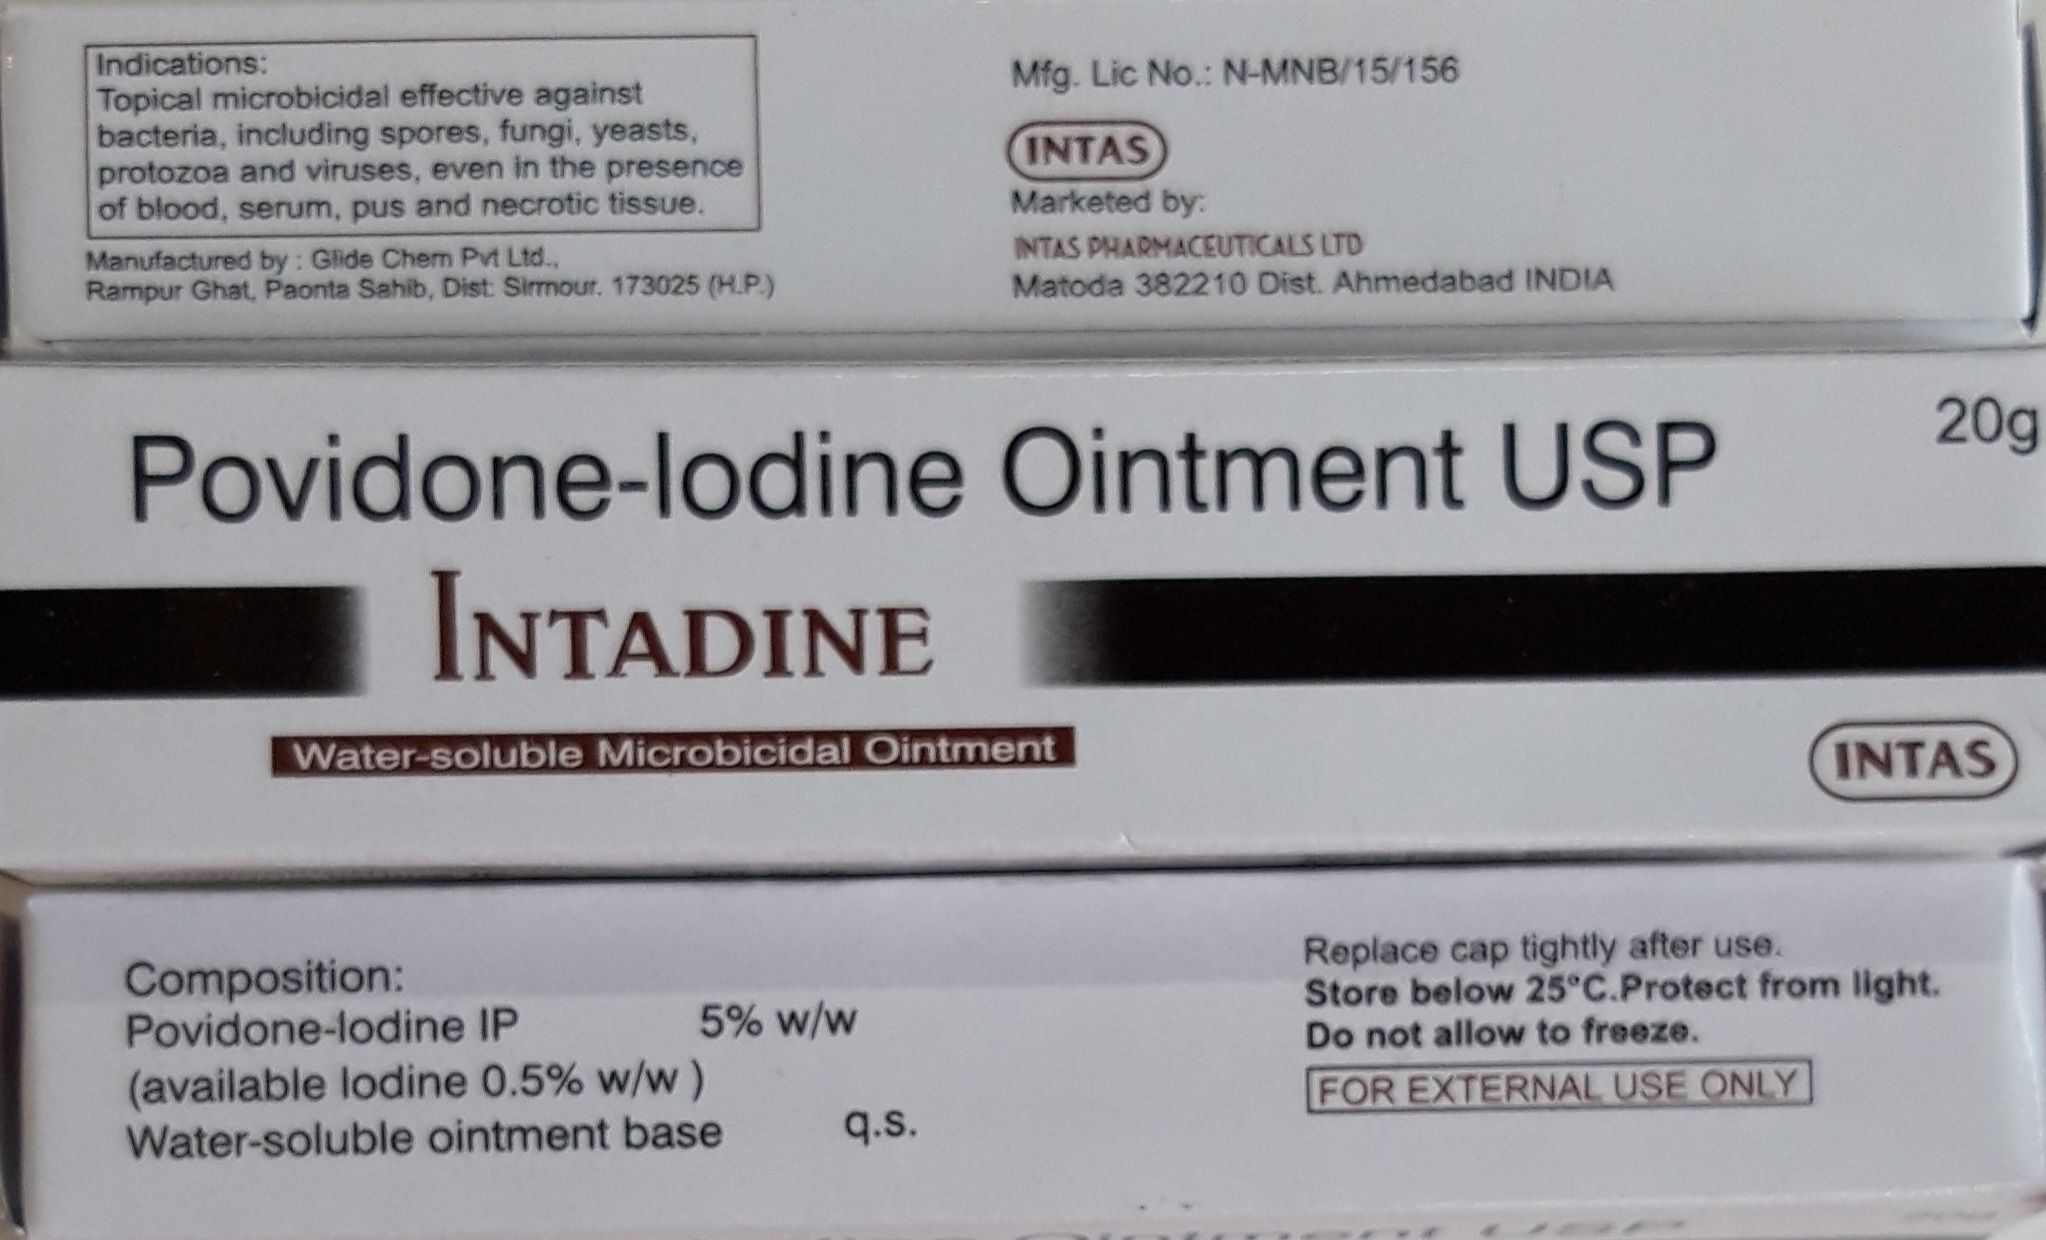 Indications:
Topical microbicidal effective against
bacteria, including spores, fungi, yeasts,
protozoa and viruses, even in the presence
of blood, serum, pus and necrotic tissue.
Manufactured by : Glide Chem Pvt Ltd.,
Rampur Ghat, Paonta Sahib, Dist: Sirmour. 173025 (H.P.)
Mfg. Lic No.: N-MNB/15/156
INTAS
Marketed by:
INTAS PHARMACEUTICALS LTD
Matoda 382210 Dist. Ahmedabad INDIA
Povidone-Iodine Ointment USP
20g
INTADINE
Water-soluble Microbicidal Ointment
INTAS
Composition:
Povidone-Iodine IP 5% w/w
(available Iodine 0.5% w/w )
Water-soluble ointment base q.s.
Replace cap tightly after use.
Store below 25°C.Protect from light.
Do not allow to freeze.
FOR EXTERNAL USE ONLY